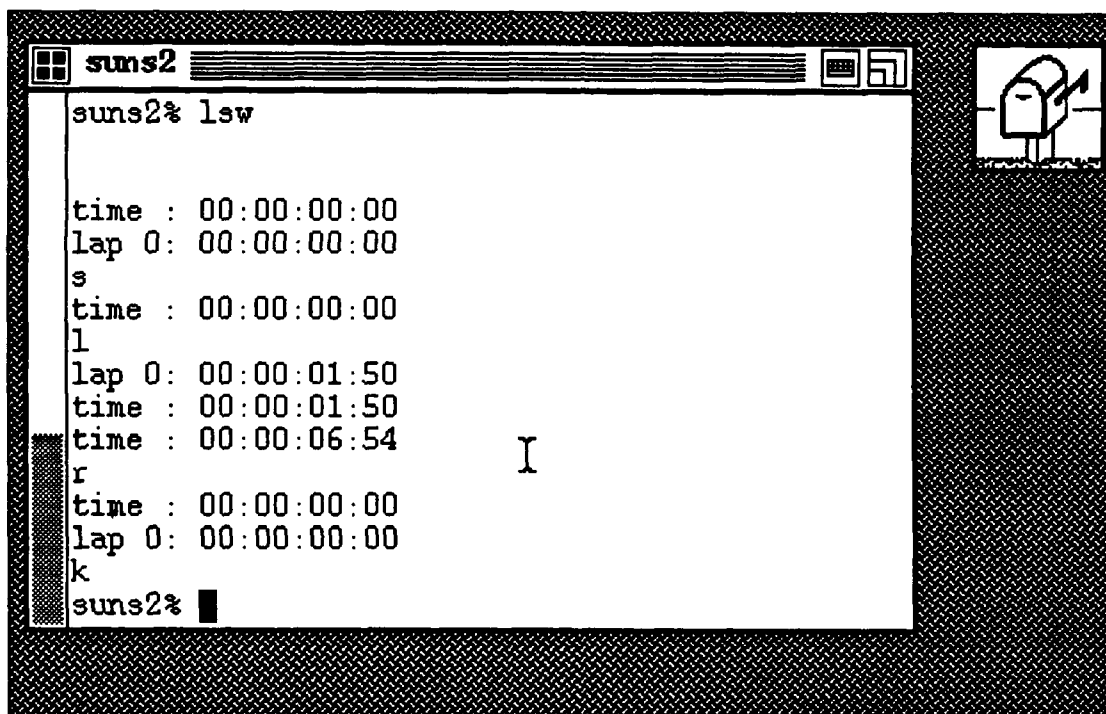 suns2
suns2% lsw
time : 00:00:00:00
lap 0: 00:00:00:00
s
time : 00:00:00:00
l
lap 0: 00:00:01:50
time : 00:00:01:50
time : 00:00:06:54
r
time : 00:00:00:00
lap 0: 00:00:00:00
k
suns2%